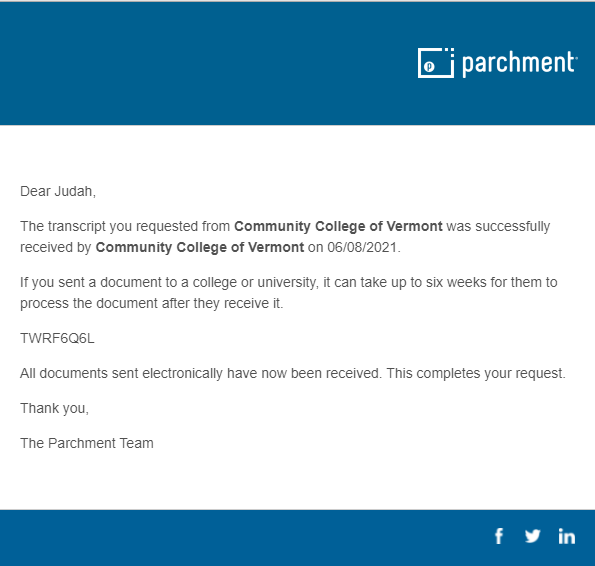 parchment
Dear Judah,
The transcript you requested from Community College of Vermont was successfully
received by Community College of Vermont on 06/08/2021.
If you sent a document to a college or university, it can take up to six weeks for them to
process the document after they receive it.
TWRF6Q6L
All documents sent electronically have now been received. This completes your request.
Thank you,
The Parchment Team